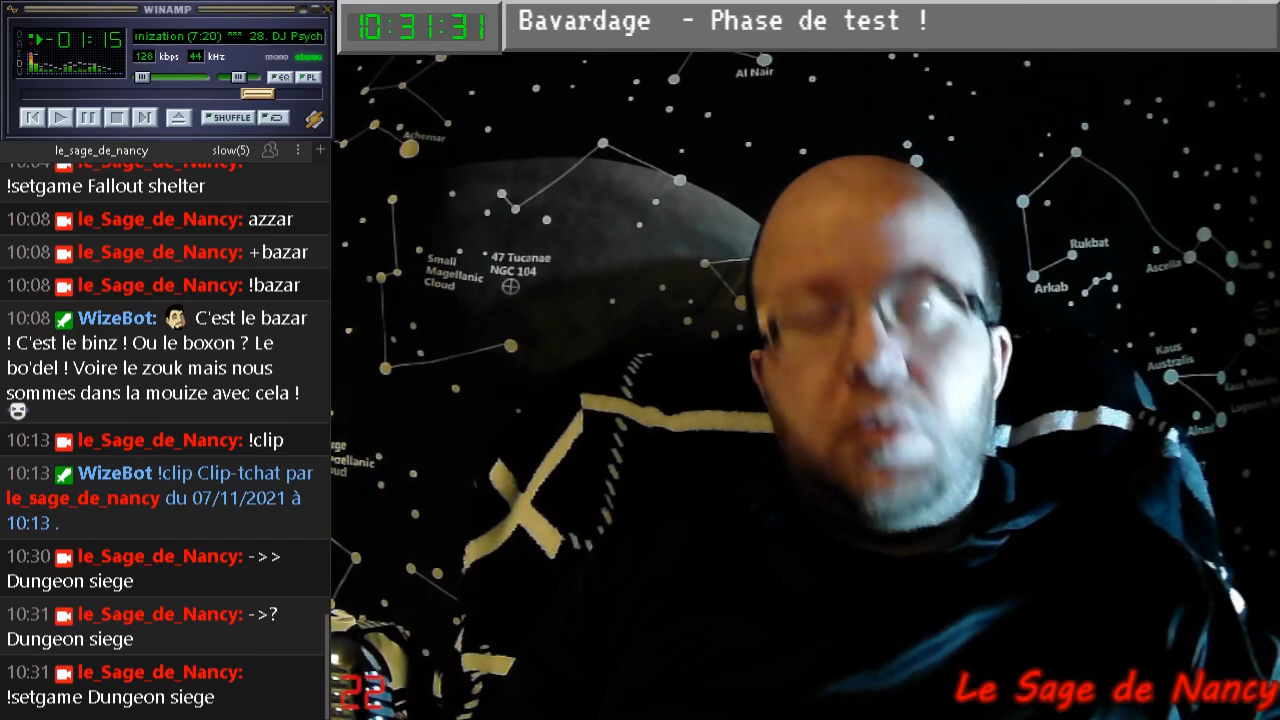 WINAMP
-01:15
inization (7:20) *** 28. DJ Psych
128 kbps 44 kHz mono stereo
EQ PL
SHUFFLE
10:31:31
Bavardage - Phase de test !
le_sage_de_nancy slow(5)
10:04 le_Sage_de_Nancy:
!setgame Fallout shelter
10:08 le_Sage_de_Nancy: azzar
10:08 le_Sage_de_Nancy: +bazar
10:08 le_Sage_de_Nancy: !bazar
10:08 WizeBot: C'est le bazar
! C'est le binz ! Ou le boxon ? Le
bo'del ! Voire le zouk mais nous
sommes dans la mouize avec cela !
10:13 le_Sage_de_Nancy: !clip
10:13 WizeBot !clip Clip-tchat par
le_sage_de_nancy du 07/11/2021 à
10:13 .
10:30 le_Sage_de_Nancy: ->>
Dungeon siege
10:31 le_Sage_de_Nancy: ->?
Dungeon siege
10:31 le_Sage_de_Nancy:
!setgame Dungeon siege
Al Nair
Achernar
Small
Magellanic
Cloud
47 Tucanae
NGC 104
Rukbat
Arkab
Ascella
Kaus
Australis
22
Le Sage de Nancy